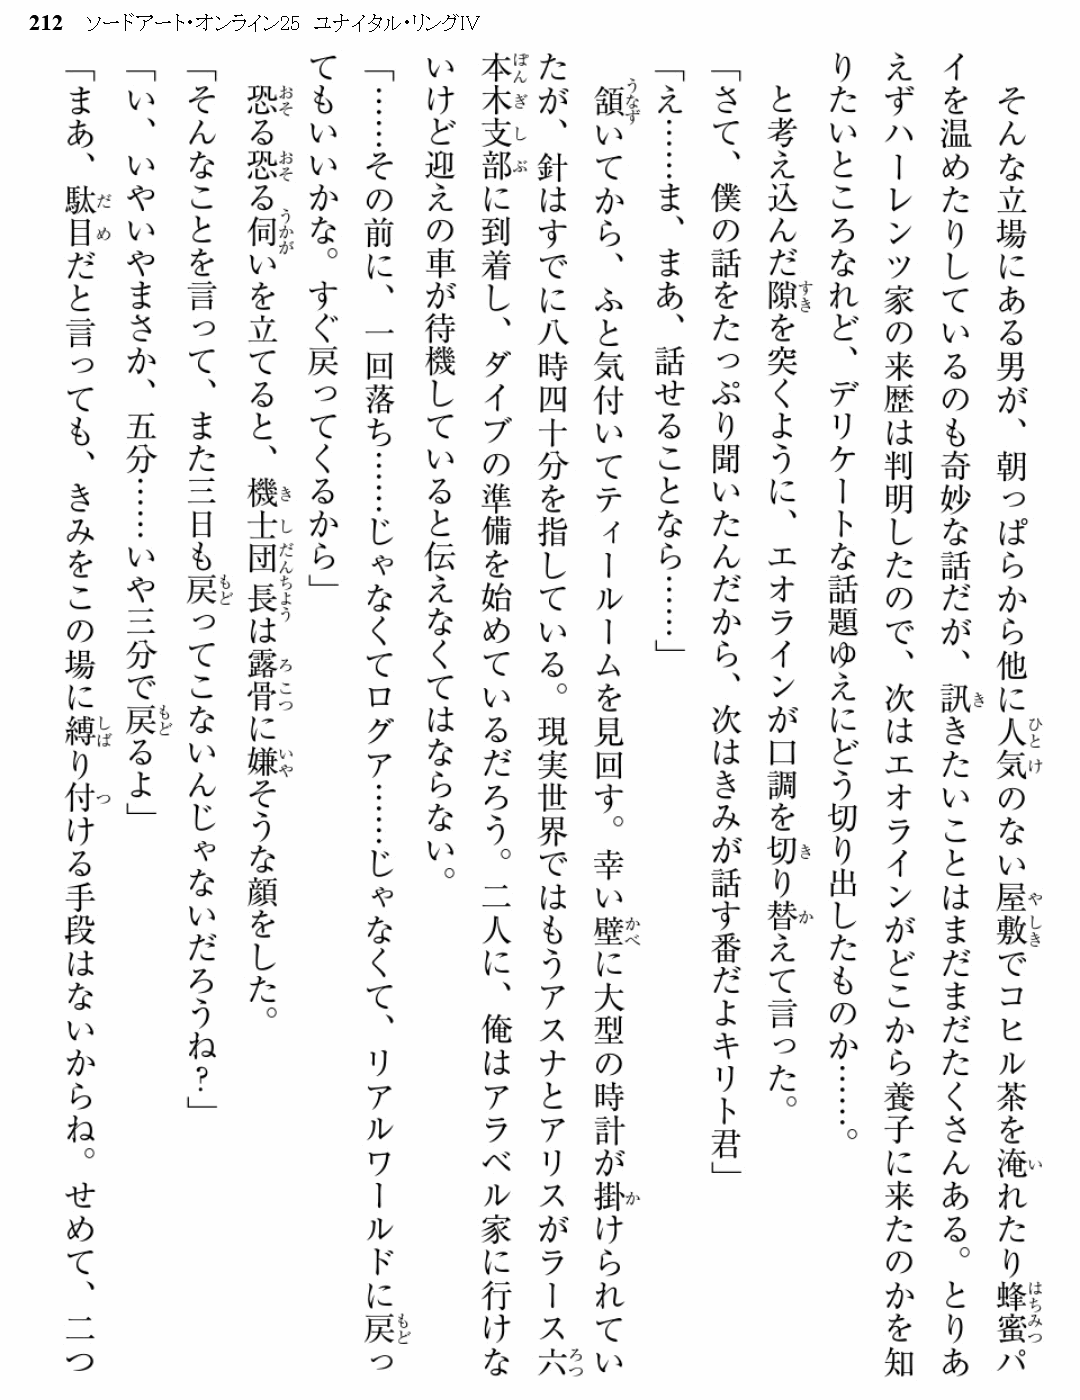 212 ソードアート・オンライン25 ユナイタル・リングⅣ
そんな立場にある男が、朝っぱらから他に人気のない屋敷でコヒル茶を淹れたり蜂蜜パ
イを温めたりしているのも奇妙な話だが、訊きたいことはまだまだたくさんある。とりあ
えずハーレンツ家の来歴は判明したので、次はエオラインがどこから養子に来たのかを知
りたいところなれど、デリケートな話題ゆえにどう切り出したものか……。
と考え込んだ隙を突くように、エオラインが口調を切り替えて言った。
「さて、僕の話をたっぷり聞いたんだから、次はきみが話す番だよキリト君」
「え……ま、まあ、話せることなら……」
頷いてから、ふと気付いてティールームを見回す。幸い壁に大型の時計が掛けられてい
たが、針はすでに八時四十分を指している。現実世界ではもうアスナとアリスがラース六
本木支部に到着し、ダイブの準備を始めているだろう。二人に、俺はアラベル家に行けな
いけど迎えの車が待機していると伝えなくてはならない。
「……その前に、一回落ち……じゃなくてログア……じゃなくて、リアルワールドに戻っ
てもいいかな。すぐ戻ってくるから」
恐る恐る伺いを立てると、機士団長は露骨に嫌そうな顔をした。
「そんなことを言って、また三日も戻ってこないんじゃないだろうね?」
「い、いやいやまさか、五分……いや三分で戻るよ」
「まあ、駄目だと言っても、きみをこの場に縛り付ける手段はないからね。せめて、二つ